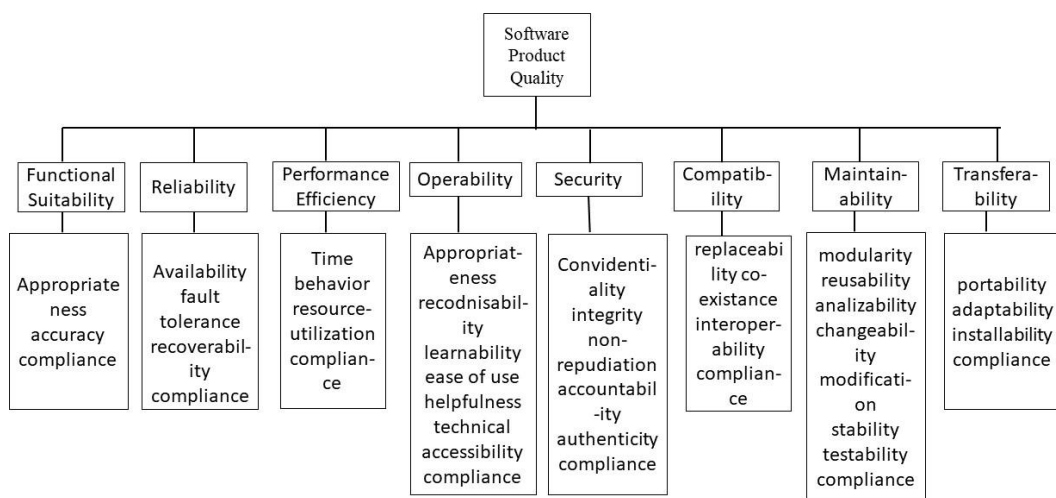 Software
Product
Quality
Functional
Suitability
Reliability
Performance
Efficiency
Operability
Security
Compatib-
ility
Maintain-
ability
Transfera-
bility
Appropriate
ness
accuracy
compliance
Availability
fault
tolerance
recoverabil-
ity
compliance
Time
behavior
resource-
utilization
complian-
ce
Appropriat-
eness
recodnisabil-
ity
learnability
ease of use
helpfulness
technical
accessibility
compliance
Convidenti-
ality
integrity
non-
repudiation
accountabil
-ity
authenticity
compliance
replaceabi
lity co-
existance
interoper-
ability
complian-
ce
modularity
reusability
analizability
changeabil-
ity
modificati-
on
stability
testability
compliance
portability
adaptability
installability
compliance